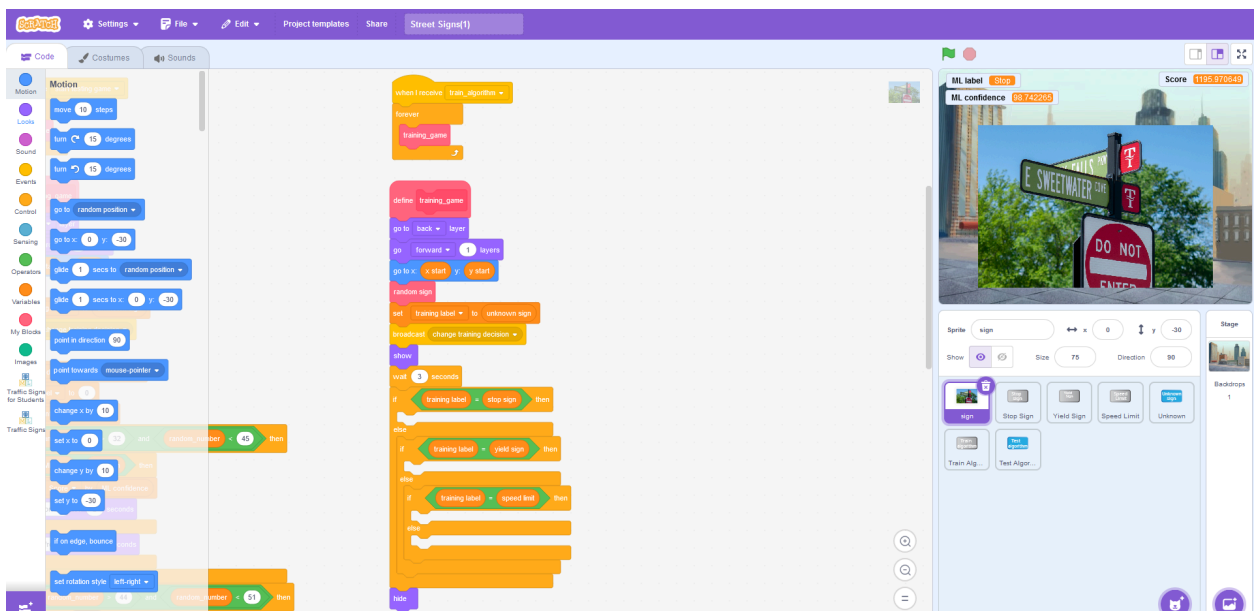 SCRATCH Settings File Edit Project templates Share Street Signs(1)
Code Costumes Sounds
Motion
Looks
Sound
Events
Control
Sensing
Operators
Variables
My Blocks
Images
Traffic Signs for Students
Traffic Signs
Motion
move 10 steps
turn 15 degrees
turn 15 degrees
go to random position
go to x: 0 y: -30
glide 1 secs to random position
glide 1 secs to x: 0 y: -30
point in direction 90
point towards mouse-pointer
change x by 10
set x to 0
change y by 10
set y to -30
if on edge, bounce
set rotation style left-right
32 and random_number < 45 then
44 and random_number < 51 then
when I receive train_algorithm
forever
training_game
define training_game
go to back layer
go forward 1 layers
go to x: x start y: y start
random sign
set training label to unknown sign
broadcast change training decision
show
wait 3 seconds
if training label = stop sign then
else
if training label = yield sign then
else
if training label = speed limit then
else
hide
ML label Stop
ML confidence 98.742265
Score 1195.970649
E SWEETWATER COVE
DO NOT
ENTER
Sprite sign x 0 y -30
Show Size 75 Direction 90
sign
Stop Sign
Yield Sign
Speed Limit
Unknown
Train Alg...
Test Algor...
Stage
Backdrops
1